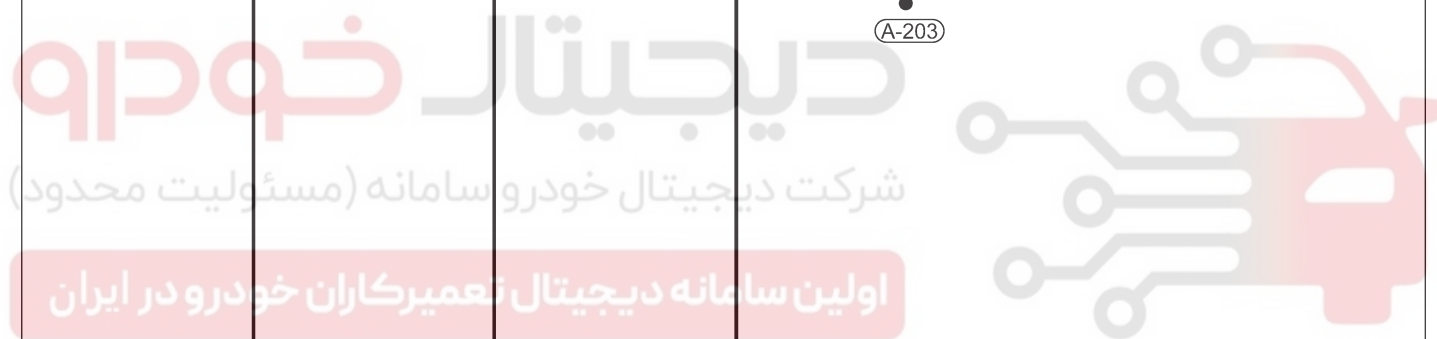 A-203
دیجیتال خودرو
شرکت دیجیتال خودرو سامانه (مسئولیت محدود)
اولین سامانه دیجیتال تعمیرکاران خودرو در ایران